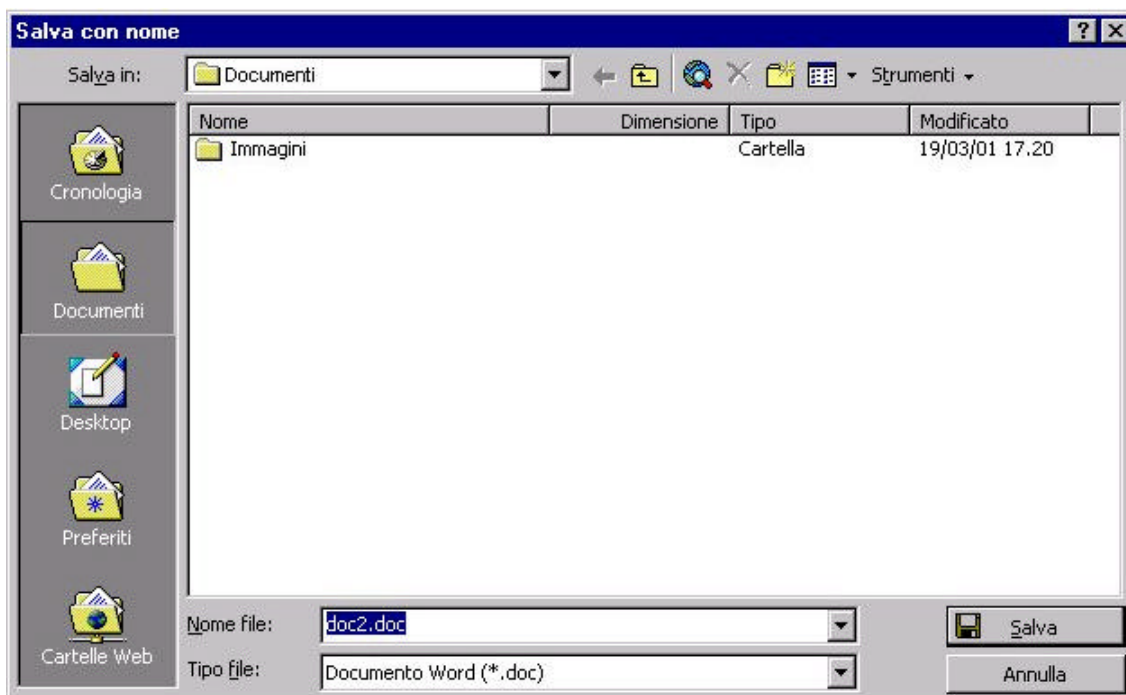 Salva con nome
Salva in: Documenti Strumenti
Nome Dimensione Tipo Modificato
Immagini Cartella 19/03/01 17.20
Cronologia
Documenti
Desktop
Preferiti
Cartelle Web
Nome file: doc2.doc Salva
Tipo file: Documento Word (*.doc) Annulla